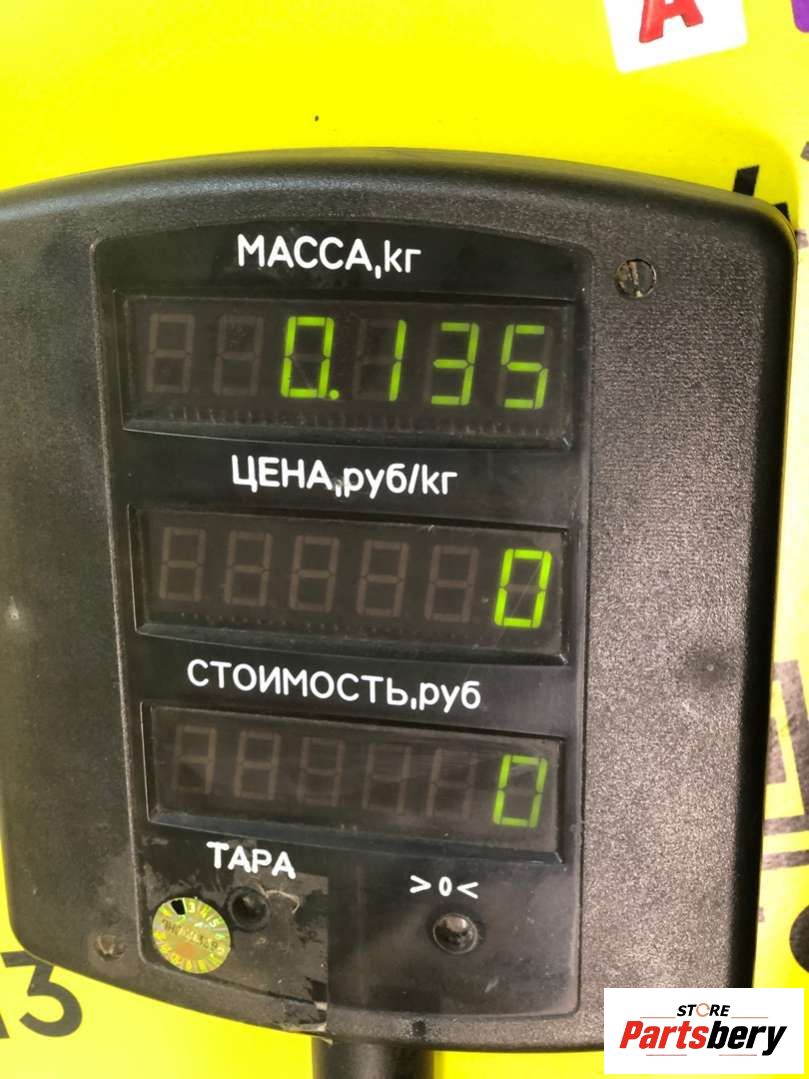 А
МАССА,кг
0.135
ЦЕНА,руб/кг
0
СТОИМОСТЬ,руб
0
ТАРА
>0<
STORE
Partsbery